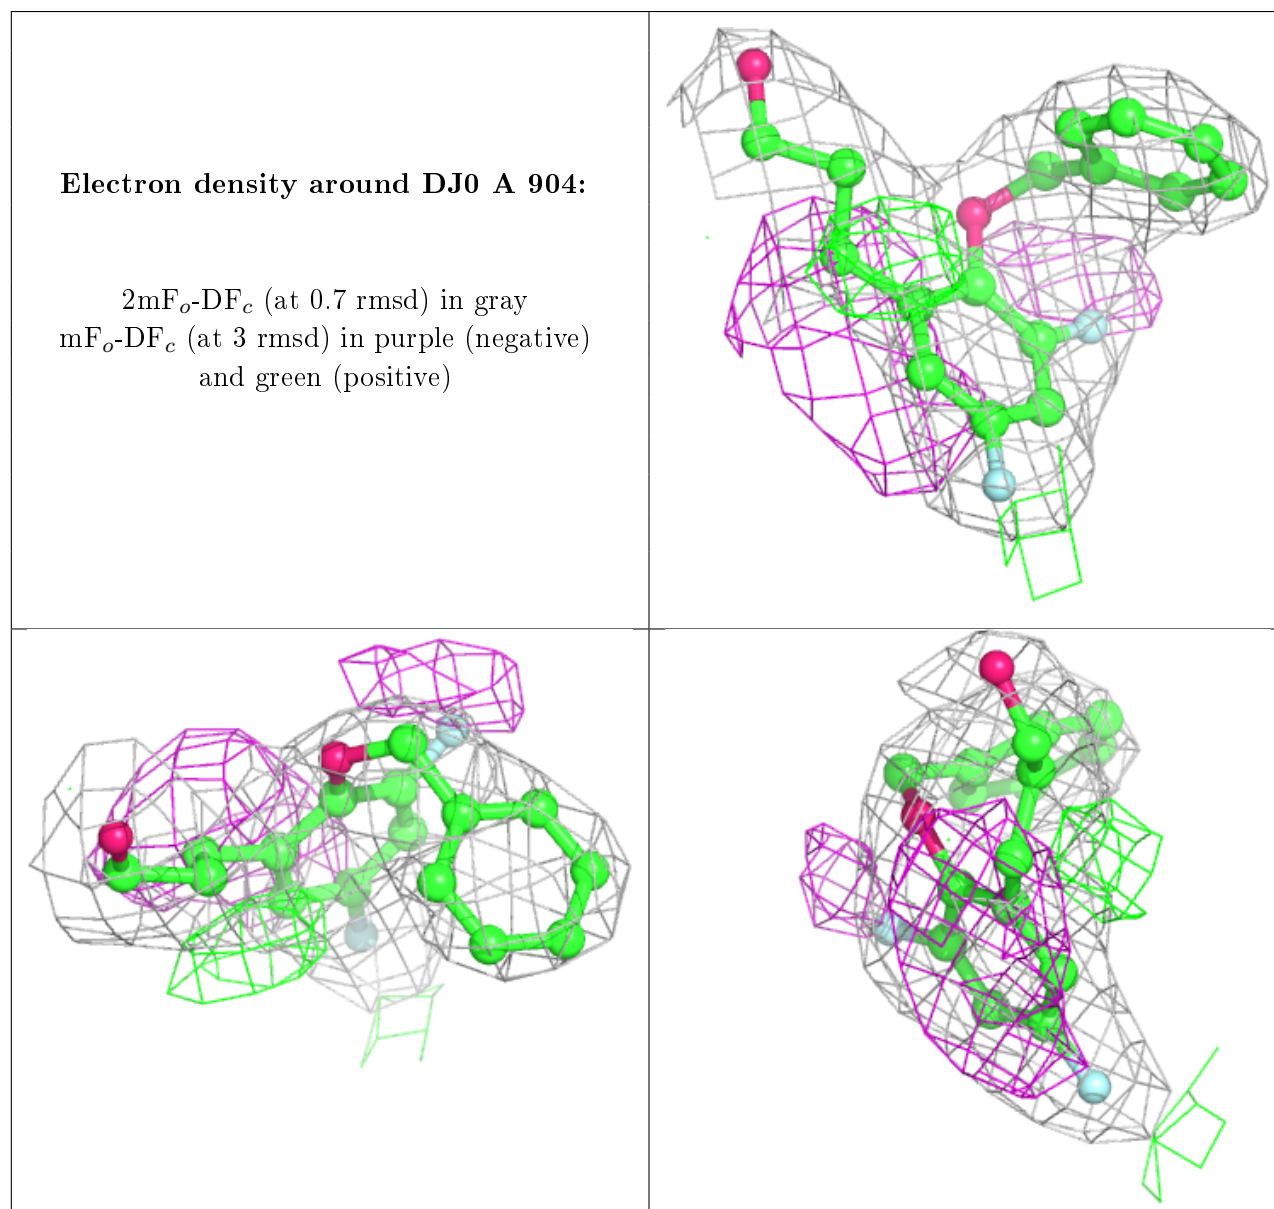 Electron density around DJ0 A 904:
2mFo-DFc (at 0.7 rmsd) in gray
mFo-DFc (at 3 rmsd) in purple (negative)
and green (positive)